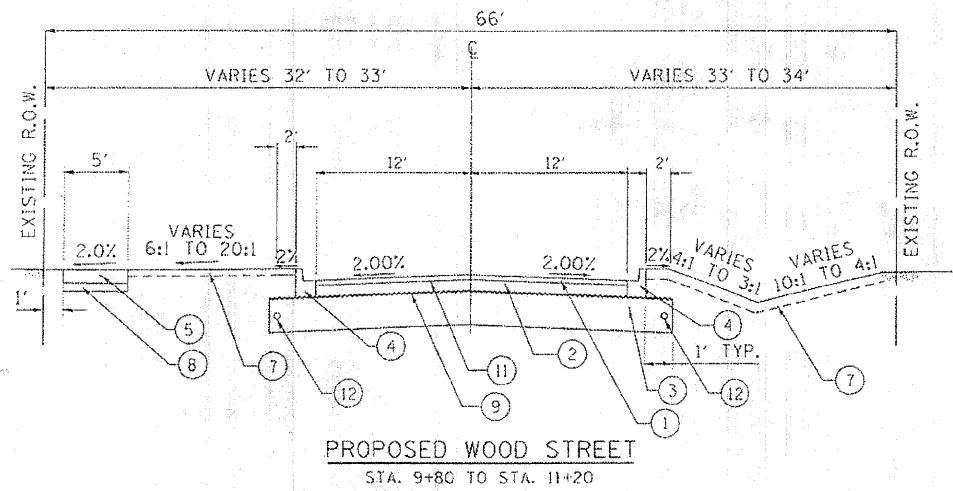 66'
℄
VARIES 32' TO 33'
VARIES 33' TO 34'
EXISTING R.O.W.
EXISTING R.O.W.
2'
5'
12'
12'
2'
VARIES
6:1 TO 20:1
2.0%
2%
2.00%
2.00%
2%
VARIES
4:1 TO 3:1
VARIES
10:1 TO 4:1
1'
5
8
7
12
4
11
9
2
1
3
1' TYP.
12
4
7
PROPOSED WOOD STREET
STA. 9+80 TO STA. 11+20